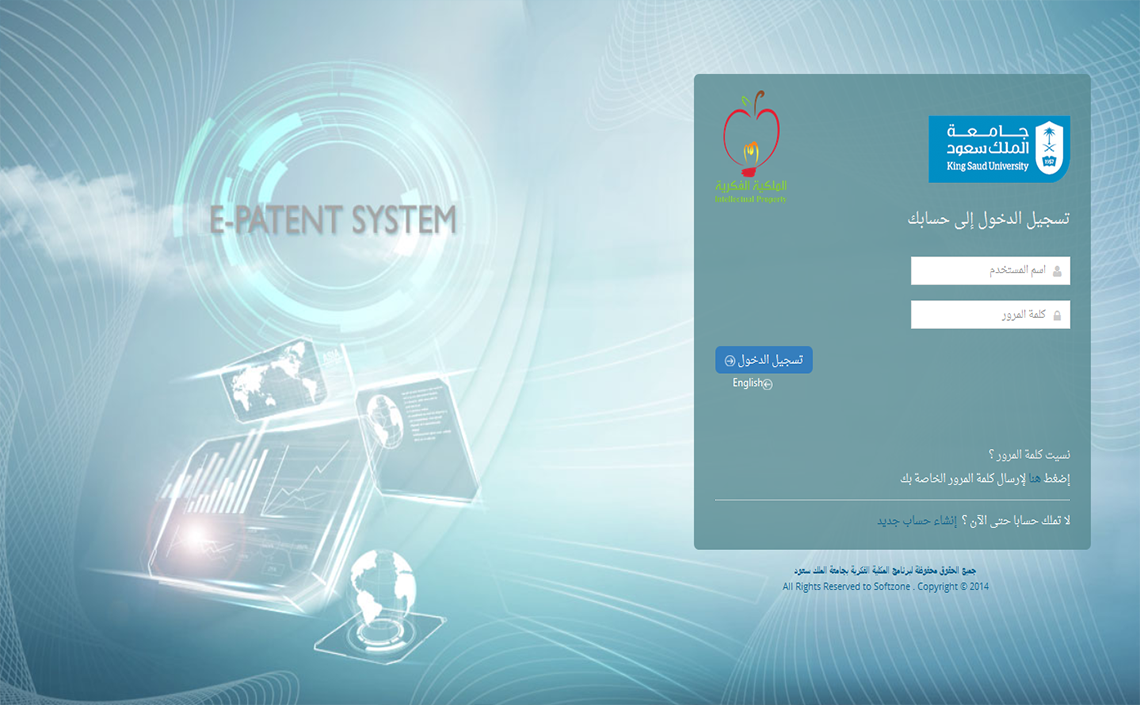 E-PATENT SYSTEM
جامعة
الملك سعود
King Saud University
الملكية الفكرية
Intellectual Property
تسجيل الدخول إلى حسابك
اسم المستخدم
كلمة المرور
تسجيل الدخول
English
نسيت كلمة المرور ؟
إضغط هنا لإرسال كلمة المرور الخاصة بك
لا تملك حسابا حتى الآن ؟ إنشاء حساب جديد
جميع الحقوق محفوظة لبرنامج الملكية الفكرية بجامعة الملك سعود
All Rights Reserved to Softzone . Copyright © 2014